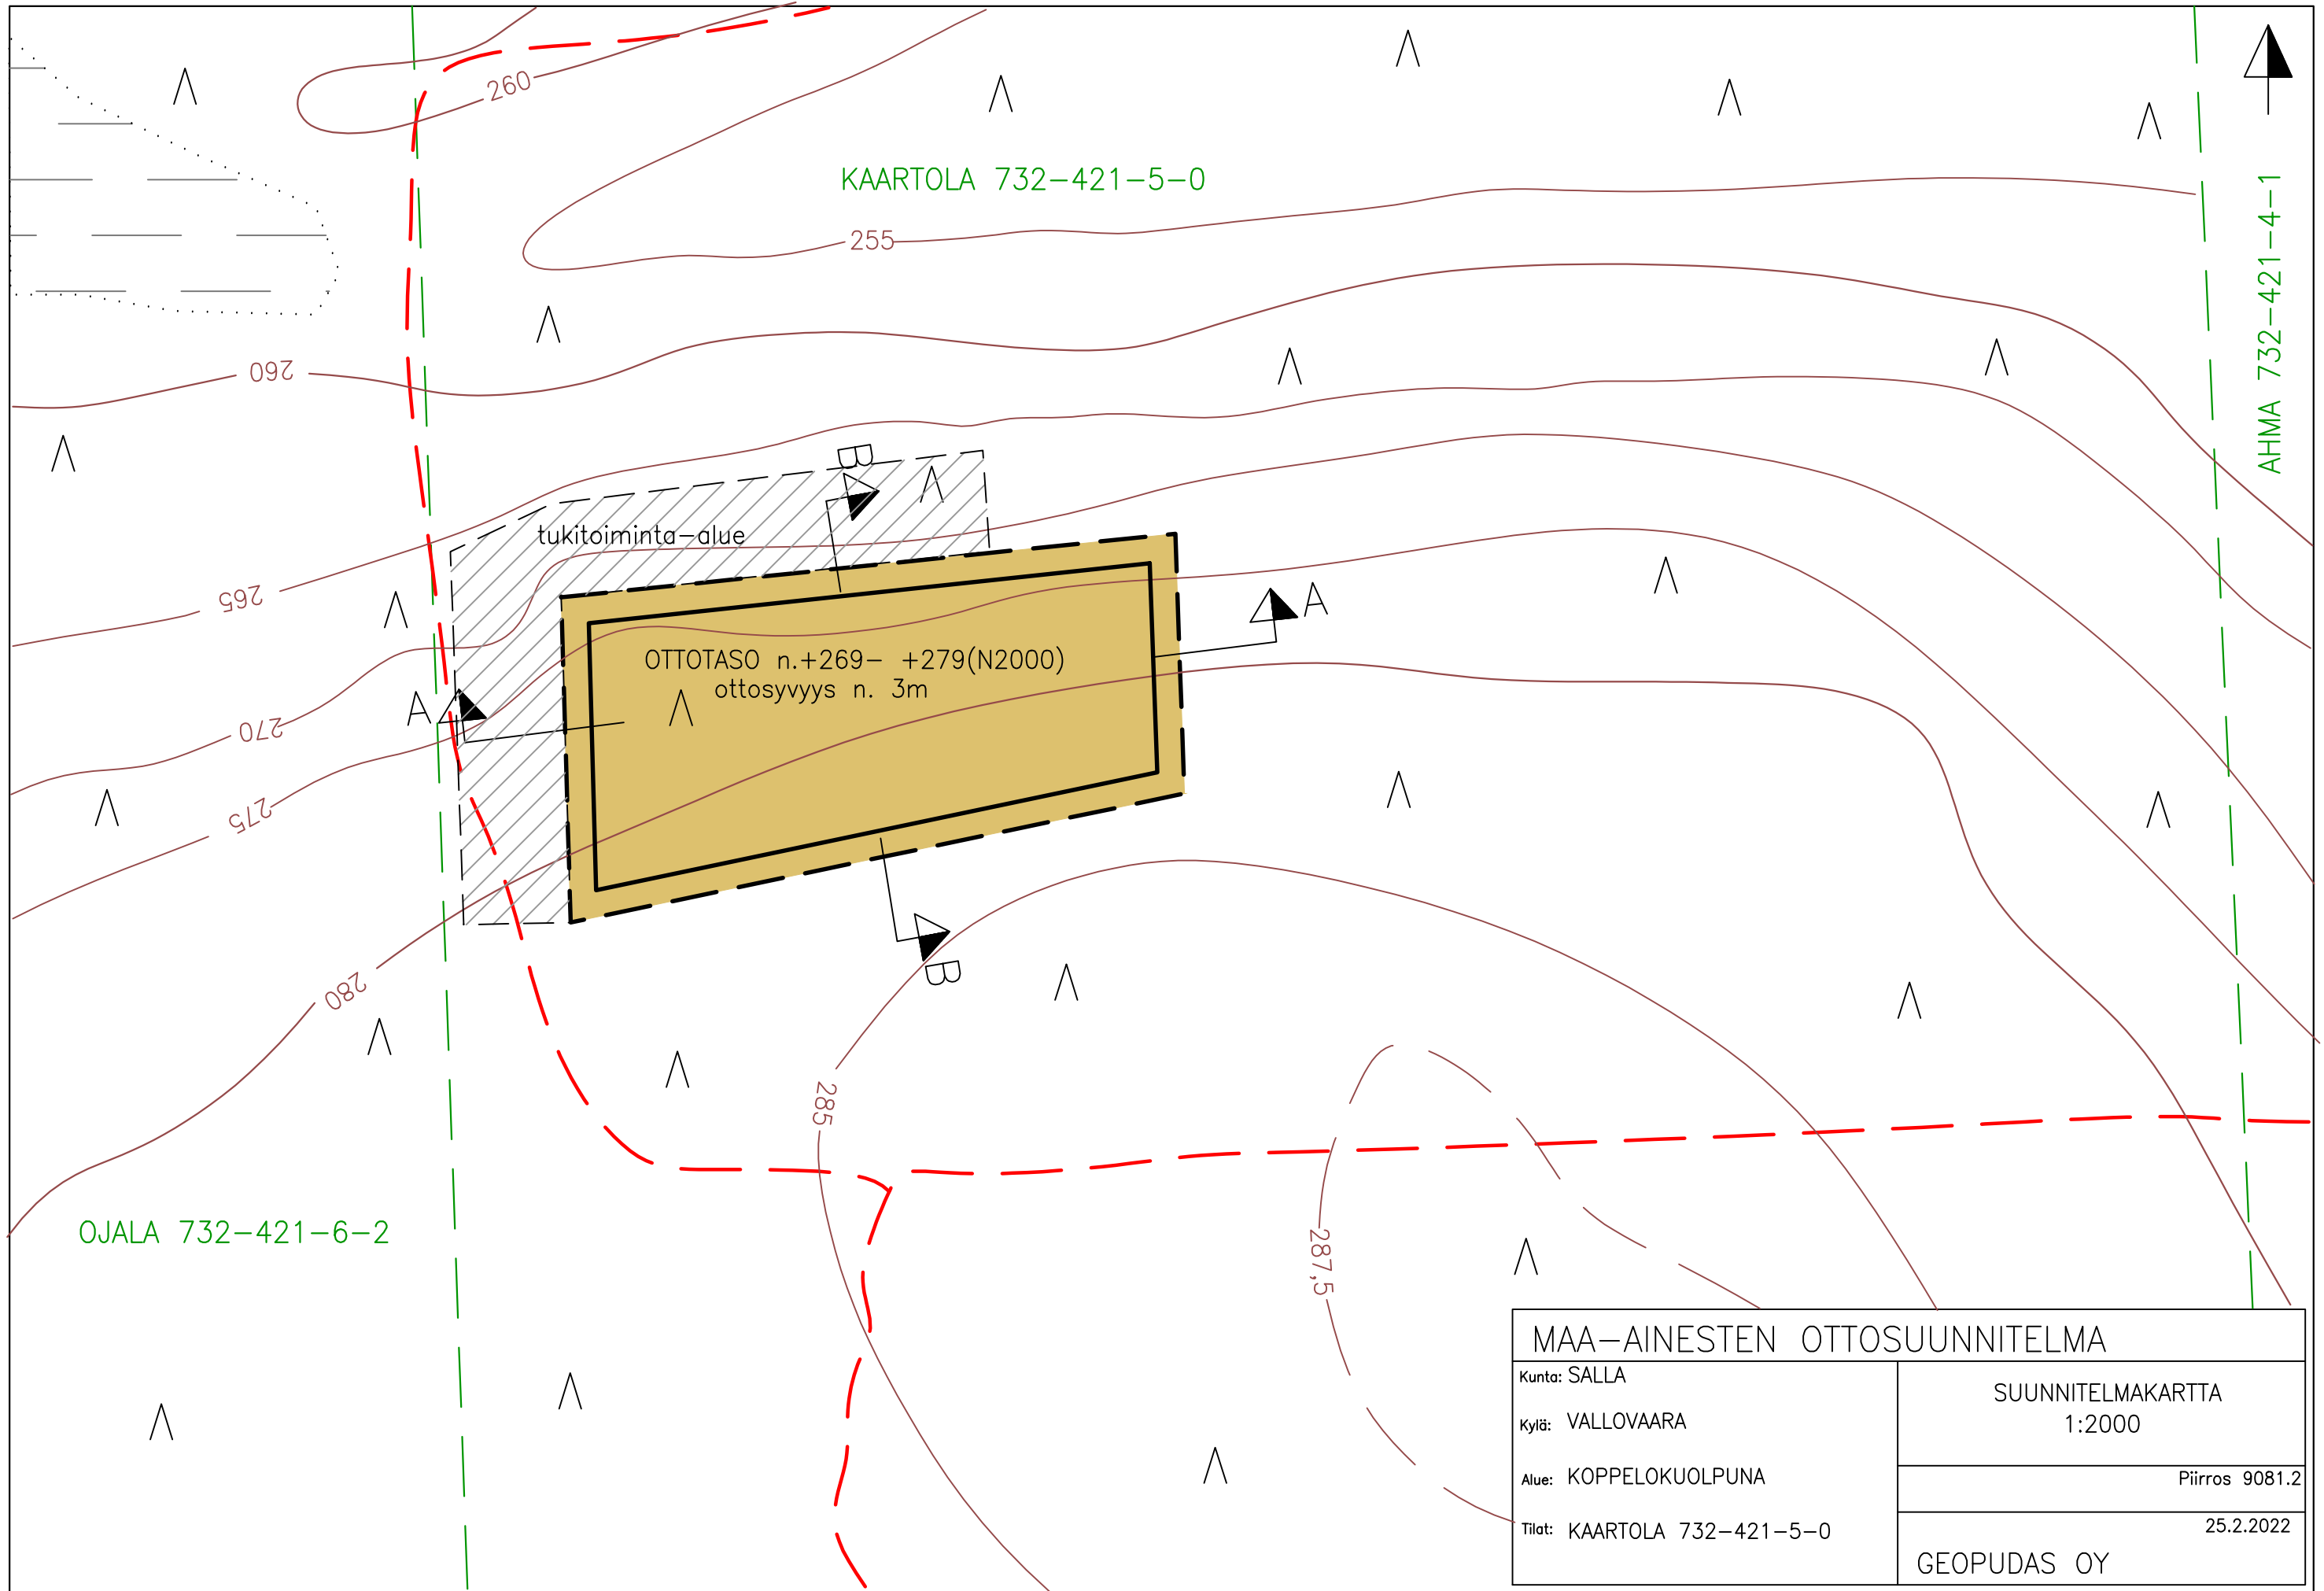 260
KAARTOLA 732-421-5-0
255
AHMA 732-421-4-1
260
B
tukitoiminta-alue
265
A
OTTOTASO n.+269- +279(N2000)
ottosyvyys n. 3m
A
270
275
B
280
285
OJALA 732-421-6-2
287,5
MAA-AINESTEN OTTOSUUNNITELMA
Kunta: SALLA
Kylä: VALLOVAARA
Alue: KOPPELOKUOLPUNA
Tilat: KAARTOLA 732-421-5-0
SUUNNITELMAKARTTA
1:2000
Piirros 9081.2
25.2.2022
GEOPUDAS OY